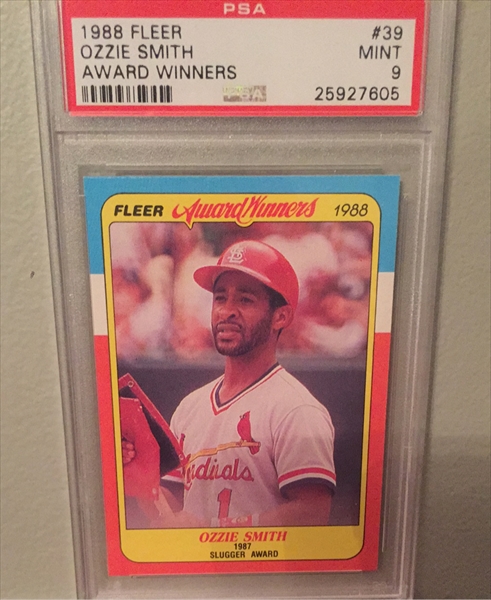 PSA
1988 FLEER #39
OZZIE SMITH MINT
AWARD WINNERS 9
PSA 25927605
FLEER Award Winners 1988
StL
Cardinals
1
OZZIE SMITH
1987
SLUGGER AWARD